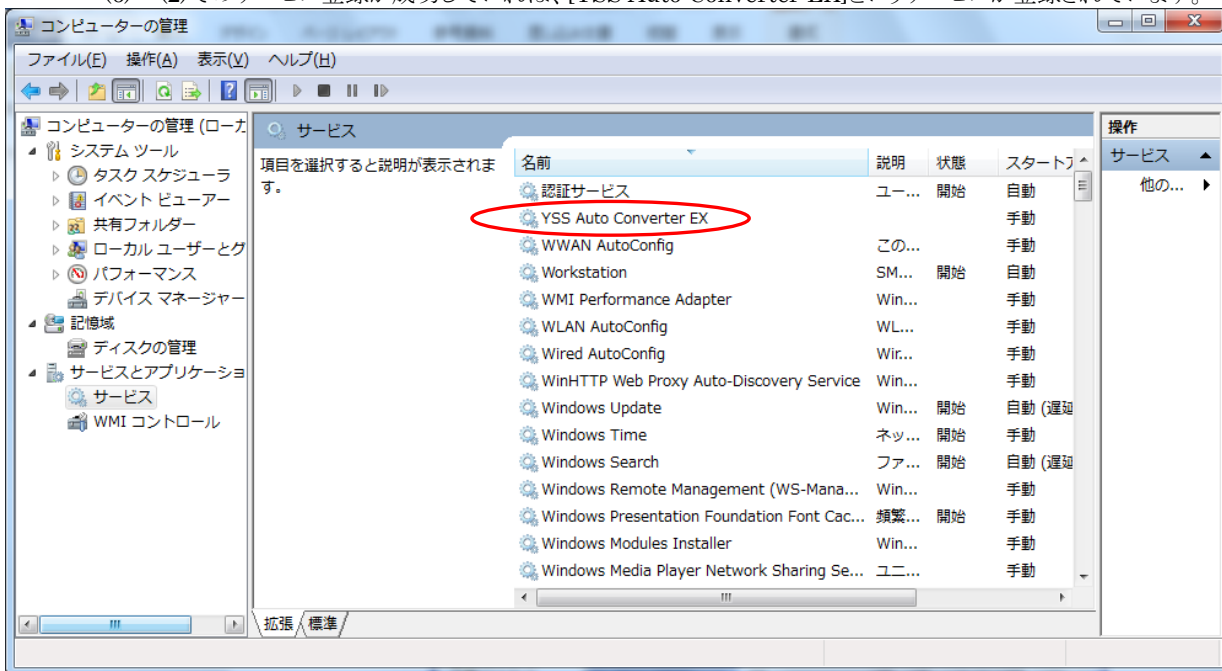 コンピューターの管理
ファイル(F) 操作(A) 表示(V) ヘルプ(H)
コンピューターの管理 (ローカ
システム ツール
タスク スケジューラ
イベント ビューアー
共有フォルダー
ローカル ユーザーとグ
パフォーマンス
デバイス マネージャー
記憶域
ディスクの管理
サービスとアプリケーショ
サービス
WMI コントロール
サービス
項目を選択すると説明が表示されま
す。
名前 説明 状態 スタートア
認証サービス ユー... 開始 自動
YSS Auto Converter EX 手動
WWAN AutoConfig この... 手動
Workstation SM... 開始 自動
WMI Performance Adapter Win... 手動
WLAN AutoConfig WL... 手動
Wired AutoConfig Wir... 手動
WinHTTP Web Proxy Auto-Discovery Service Win... 手動
Windows Update Win... 開始 自動 (遅延
Windows Time ネッ... 開始 手動
Windows Search ファ... 開始 自動 (遅延
Windows Remote Management (WS-Mana... Win... 手動
Windows Presentation Foundation Font Cac... 頻繁... 開始 手動
Windows Modules Installer Win... 手動
Windows Media Player Network Sharing Se... ユニ... 手動
拡張 標準
操作
サービス
他の...